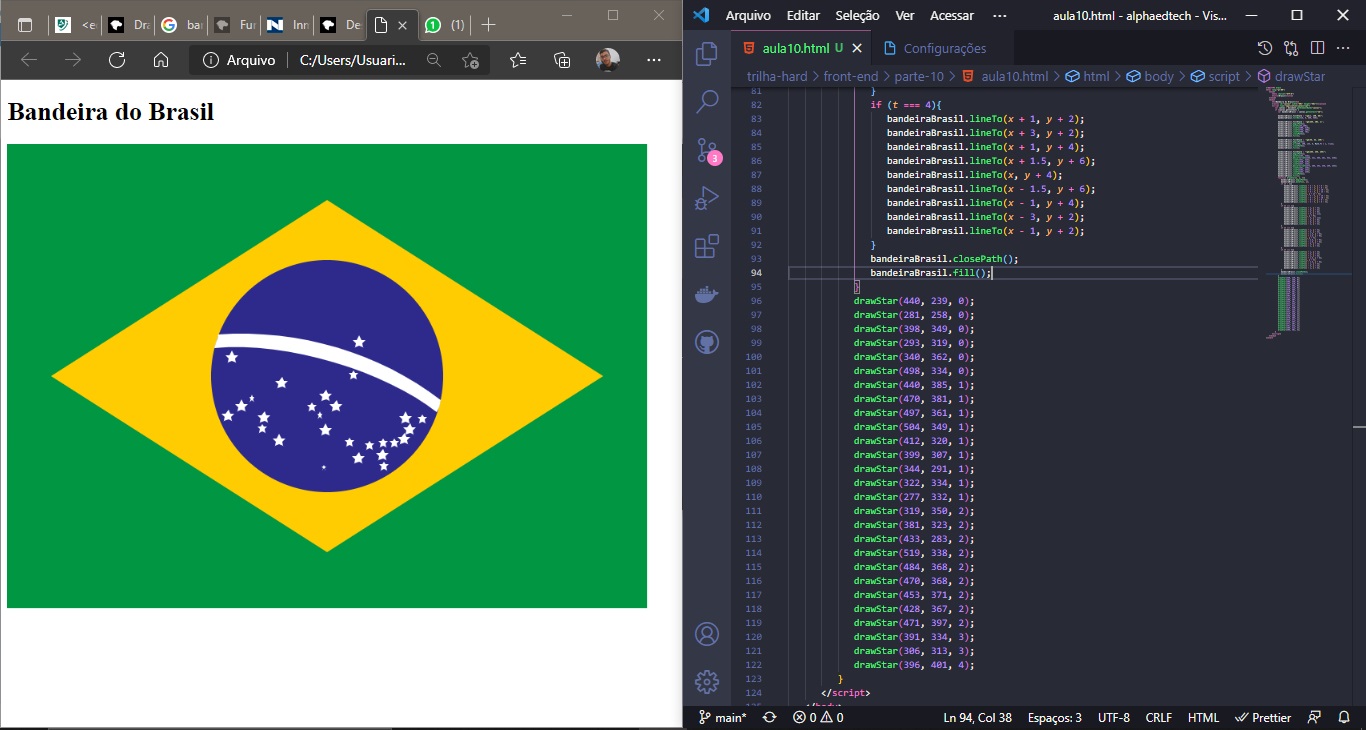 <e
Dra
ba
Fur
Inn
De
(1)
Arquivo
C:/Users/Usuari...
Bandeira do Brasil
Arquivo Editar Seleção Ver Acessar ···
aula10.html - alphaedtech - Vis...
aula10.html U
Configurações
trilha-hard > front-end > parte-10 > aula10.html > html > body > script > drawStar
81 }
82 if (t === 4){
83 bandeiraBrasil.lineTo(x + 1, y + 2);
84 bandeiraBrasil.lineTo(x + 3, y + 2);
85 bandeiraBrasil.lineTo(x + 1, y + 4);
86 bandeiraBrasil.lineTo(x + 1.5, y + 6);
87 bandeiraBrasil.lineTo(x, y + 4);
88 bandeiraBrasil.lineTo(x - 1.5, y + 6);
89 bandeiraBrasil.lineTo(x - 1, y + 4);
90 bandeiraBrasil.lineTo(x - 3, y + 2);
91 bandeiraBrasil.lineTo(x - 1, y + 2);
92 }
93 bandeiraBrasil.closePath();
94 bandeiraBrasil.fill();
95 }
96 drawStar(440, 239, 0);
97 drawStar(281, 258, 0);
98 drawStar(398, 349, 0);
99 drawStar(293, 319, 0);
100 drawStar(340, 362, 0);
101 drawStar(498, 334, 0);
102 drawStar(440, 385, 1);
103 drawStar(470, 381, 1);
104 drawStar(497, 361, 1);
105 drawStar(504, 349, 1);
106 drawStar(412, 320, 1);
107 drawStar(399, 307, 1);
108 drawStar(344, 291, 1);
109 drawStar(322, 334, 1);
110 drawStar(277, 332, 1);
111 drawStar(319, 350, 2);
112 drawStar(381, 323, 2);
113 drawStar(433, 283, 2);
114 drawStar(519, 338, 2);
115 drawStar(484, 368, 2);
116 drawStar(470, 368, 2);
117 drawStar(453, 371, 2);
118 drawStar(428, 367, 2);
119 drawStar(471, 397, 2);
120 drawStar(391, 334, 3);
121 drawStar(306, 313, 3);
122 drawStar(396, 401, 4);
123 }
124 </script>
3
main*
0
0
Ln 94, Col 38
Espaços: 3
UTF-8
CRLF
HTML
Prettier